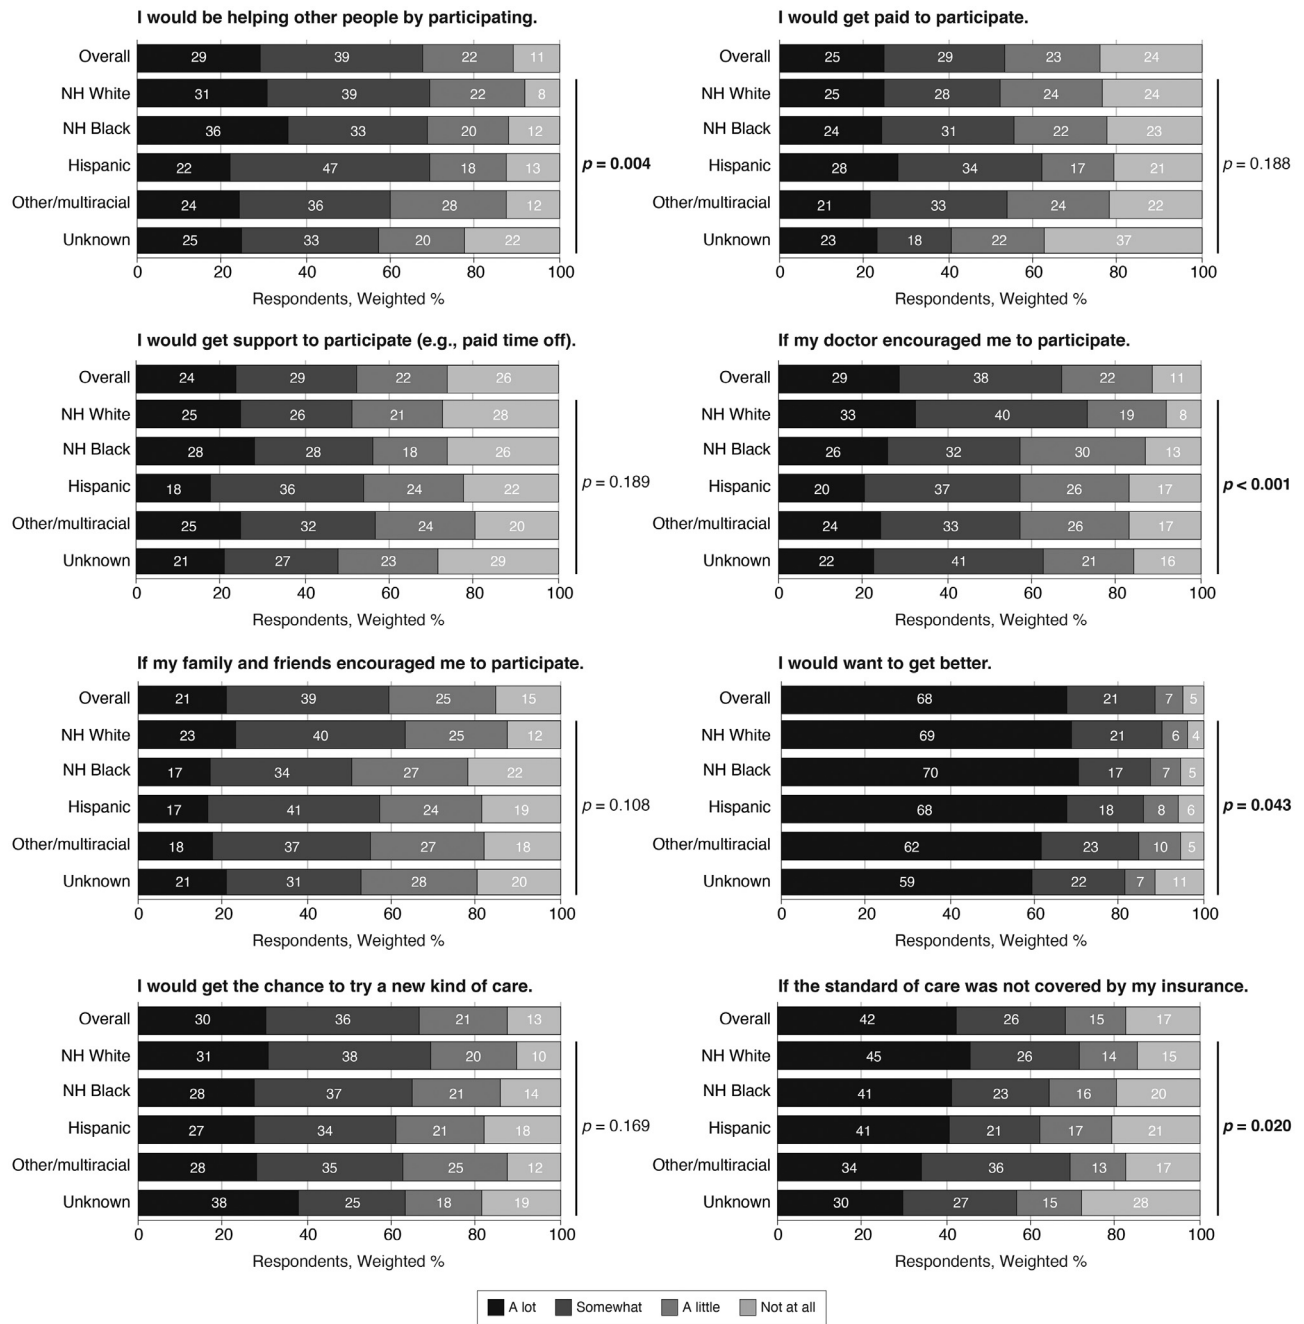 I would be helping other people by participating.
Overall 29 39 22 11
NH White 31 39 22 8
NH Black 36 33 20 12
Hispanic 22 47 18 13
Other/multiracial 24 36 28 12
Unknown 25 33 20 22
p = 0.004
0 20 40 60 80 100
Respondents, Weighted %
I would get paid to participate.
Overall 25 29 23 24
NH White 25 28 24 24
NH Black 24 31 22 23
Hispanic 28 34 17 21
Other/multiracial 21 33 24 22
Unknown 23 18 22 37
p = 0.188
0 20 40 60 80 100
Respondents, Weighted %
I would get support to participate (e.g., paid time off).
Overall 24 29 22 26
NH White 25 26 21 28
NH Black 28 28 18 26
Hispanic 18 36 24 22
Other/multiracial 25 32 24 20
Unknown 21 27 23 29
p = 0.189
0 20 40 60 80 100
Respondents, Weighted %
If my doctor encouraged me to participate.
Overall 29 38 22 11
NH White 33 40 19 8
NH Black 26 32 30 13
Hispanic 20 37 26 17
Other/multiracial 24 33 26 17
Unknown 22 41 21 16
p < 0.001
0 20 40 60 80 100
Respondents, Weighted %
If my family and friends encouraged me to participate.
Overall 21 39 25 15
NH White 23 40 25 12
NH Black 17 34 27 22
Hispanic 17 41 24 19
Other/multiracial 18 37 27 18
Unknown 21 31 28 20
p = 0.108
0 20 40 60 80 100
Respondents, Weighted %
I would want to get better.
Overall 68 21 7 5
NH White 69 21 6 4
NH Black 70 17 7 5
Hispanic 68 18 8 6
Other/multiracial 62 23 10 5
Unknown 59 22 7 11
p = 0.043
0 20 40 60 80 100
Respondents, Weighted %
I would get the chance to try a new kind of care.
Overall 30 36 21 13
NH White 31 38 20 10
NH Black 28 37 21 14
Hispanic 27 34 21 18
Other/multiracial 28 35 25 12
Unknown 38 25 18 19
p = 0.169
0 20 40 60 80 100
Respondents, Weighted %
If the standard of care was not covered by my insurance.
Overall 42 26 15 17
NH White 45 26 14 15
NH Black 41 23 16 20
Hispanic 41 21 17 21
Other/multiracial 34 36 13 17
Unknown 30 27 15 28
p = 0.020
0 20 40 60 80 100
Respondents, Weighted %
A lot Somewhat A little Not at all